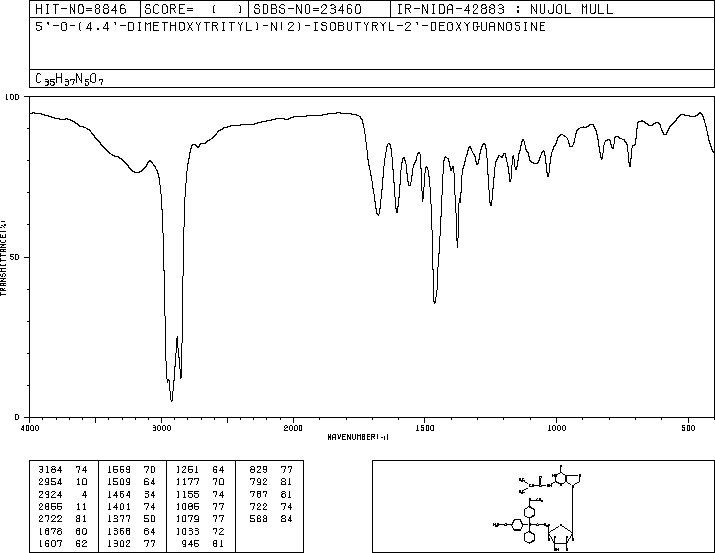 HIT-NO=8846 SCORE= ( ) SDBS-NO=23460 IR-NIDA-42883 : NUJOL MULL
5'-O-(4,4'-DIMETHOXYTRITYL)-N(2)-ISOBUTYRYL-2'-DEOXYGUANOSINE
C35H37N5O7
100
50
0
TRANSMITTANCE(%)
4000 3000 2000 1500 1000 500
WAVENUMBER(-1)
3184 74 1559 70 1251 64 829 77
2954 10 1509 64 1177 70 792 81
2924 4 1464 34 1155 74 787 81
2855 11 1401 74 1085 77 722 74
2722 81 1377 50 1079 77 588 84
1678 60 1368 64 1033 72
1607 62 1302 77 945 81